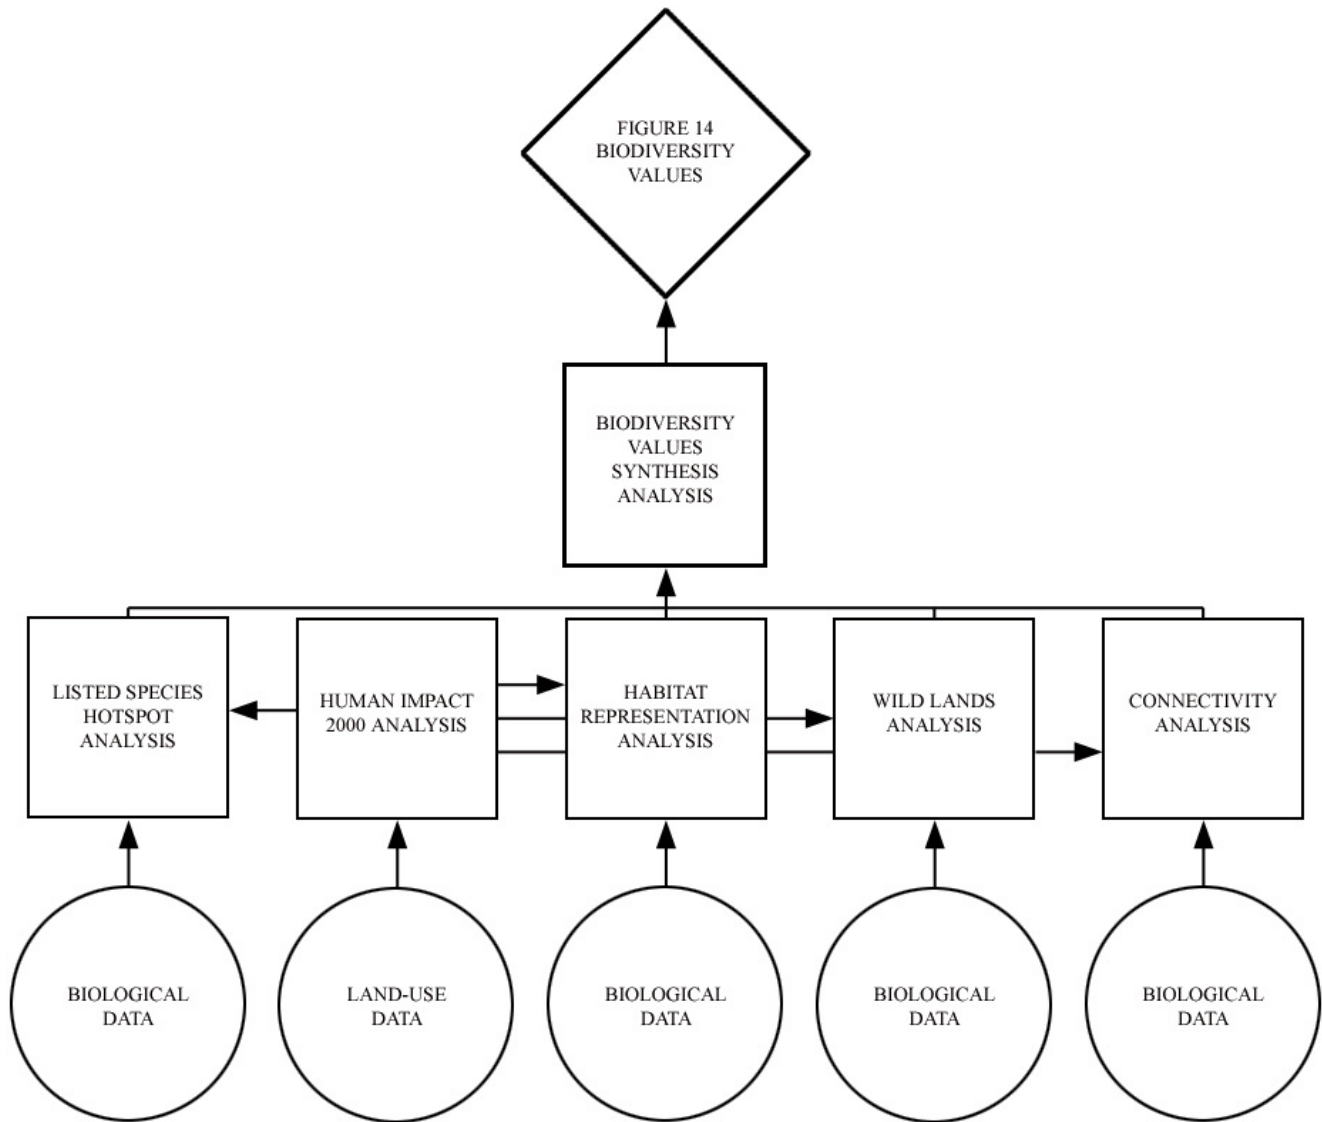 FIGURE 14
BIODIVERSITY
VALUES
BIODIVERSITY
VALUES
SYNTHESIS
ANALYSIS
LISTED SPECIES
HOTSPOT
ANALYSIS
HUMAN IMPACT
2000 ANALYSIS
HABITAT
REPRESENTATION
ANALYSIS
WILD LANDS
ANALYSIS
CONNECTIVITY
ANALYSIS
BIOLOGICAL
DATA
LAND-USE
DATA
BIOLOGICAL
DATA
BIOLOGICAL
DATA
BIOLOGICAL
DATA